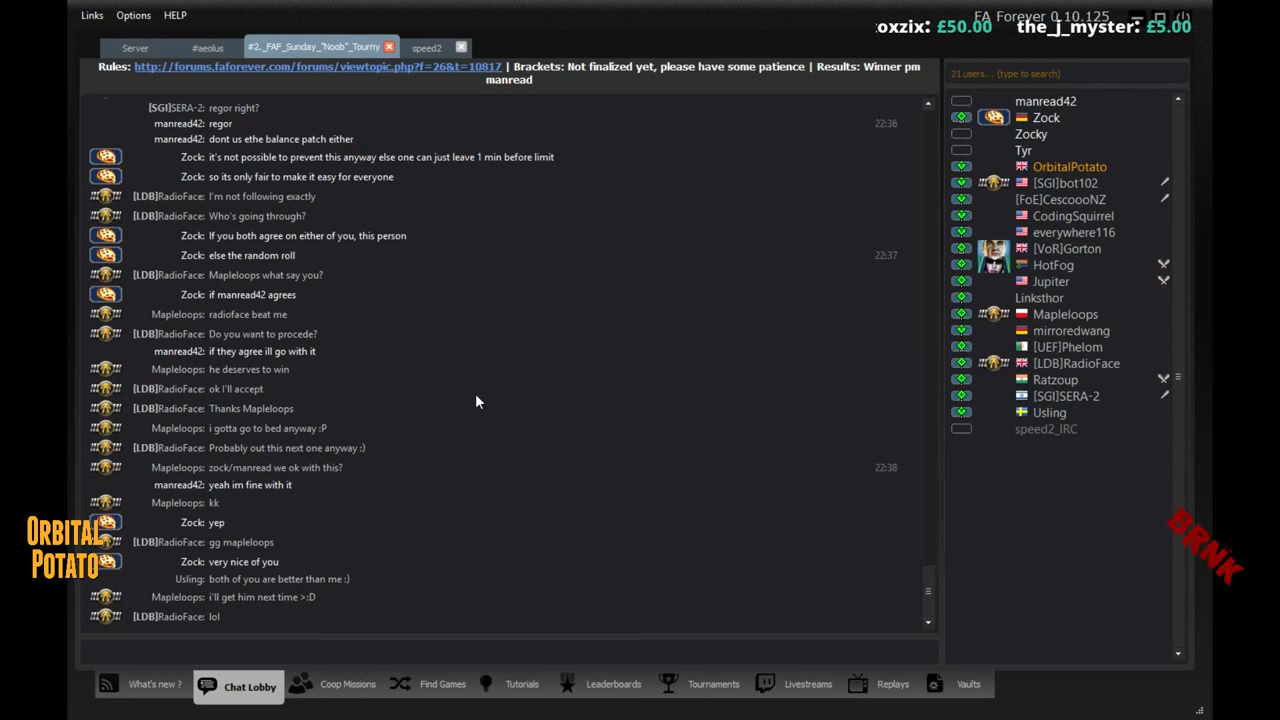 Links Options HELP
FA Forever 0.10.125
oxzix: £50.00 the_j_myster: £5.00
Server #aeolus #2._FAF_Sunday_"Noob"_Tourny speed2
Rules: http://forums.faforever.com/forums/viewtopic.php?f=26&t=10817 | Brackets: Not finalized yet, please have some patience | Results: Winner pm
manread
[SGI]SERA-2: regor right?
manread42: regor 22:36
manread42: dont us ethe balance patch either
Zock: it's not possible to prevent this anyway else one can just leave 1 min before limit
Zock: so its only fair to make it easy for everyone
[LDB]RadioFace: I'm not following exactly
[LDB]RadioFace: Who's going through?
Zock: If you both agree on either of you, this person
Zock: else the random roll 22:37
[LDB]RadioFace: Mapleloops what say you?
Zock: if manread42 agrees
Mapleloops: radioface beat me
[LDB]RadioFace: Do you want to procede?
manread42: if they agree ill go with it
Mapleloops: he deserves to win
[LDB]RadioFace: ok I'll accept
[LDB]RadioFace: Thanks Mapleloops
Mapleloops: i gotta go to bed anyway :P
[LDB]RadioFace: Probably out this next one anyway :)
Mapleloops: zock/manread we ok with this? 22:38
manread42: yeah im fine with it
Mapleloops: kk
Zock: yep
[LDB]RadioFace: gg mapleloops
Zock: very nice of you
Usling: both of you are better than me :)
Mapleloops: i'll get him next time >:D
[LDB]RadioFace: lol
21 users... (type to search)
manread42
Zock
Zocky
Tyr
OrbitalPotato
[SGI]bot102
[FoE]CescoooNZ
CodingSquirrel
everywhere116
[VoR]Gorton
HotFog
Jupiter
Linksthor
Mapleloops
mirroredwang
[UEF]Phelom
[LDB]RadioFace
Ratzoup
[SGI]SERA-2
Usling
speed2_IRC
ORBITAL
POTATO
BRNK
What's new ? Chat Lobby Coop Missions Find Games Tutorials Leaderboards Tournaments Livestreams Replays Vaults